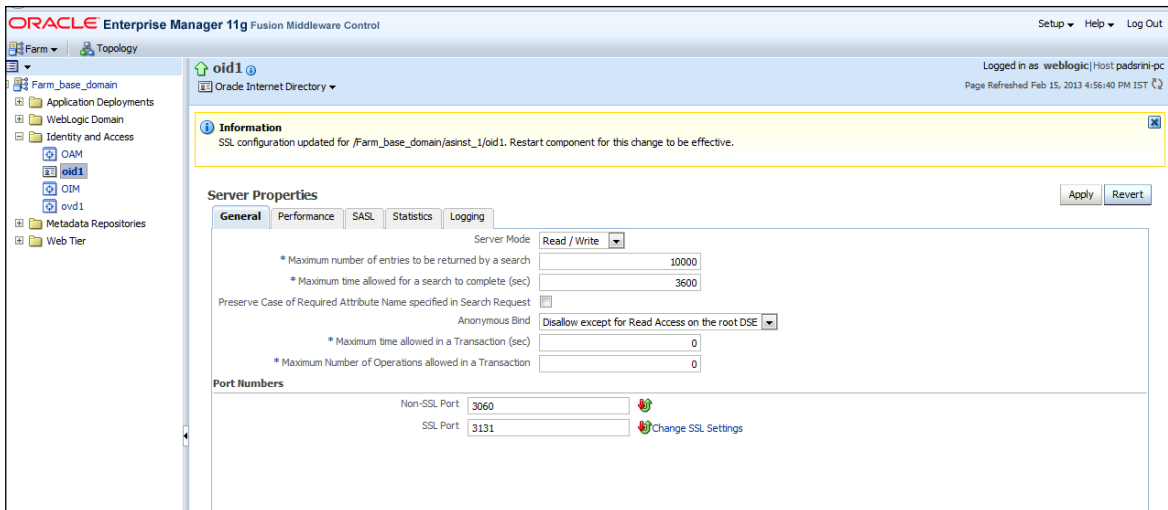 ORACLE Enterprise Manager 11g Fusion Middleware Control
Setup Help Log Out
Farm Topology
oid1
Logged in as weblogic|Host padsrini-pc
Oracle Internet Directory
Page Refreshed Feb 15, 2013 4:56:40 PM IST
Farm_base_domain
Application Deployments
WebLogic Domain
Identity and Access
OAM
oid1
OIM
ovd1
Metadata Repositories
Web Tier
Information
SSL configuration updated for /Farm_base_domain/asinst_1/oid1. Restart component for this change to be effective.
Server Properties
Apply Revert
General Performance SASL Statistics Logging
Server Mode Read / Write
* Maximum number of entries to be returned by a search 10000
* Maximum time allowed for a search to complete (sec) 3600
Preserve Case of Required Attribute Name specified in Search Request
Anonymous Bind Disallow except for Read Access on the root DSE
* Maximum time allowed in a Transaction (sec) 0
* Maximum Number of Operations allowed in a Transaction 0
Port Numbers
Non-SSL Port 3060
SSL Port 3131 Change SSL Settings